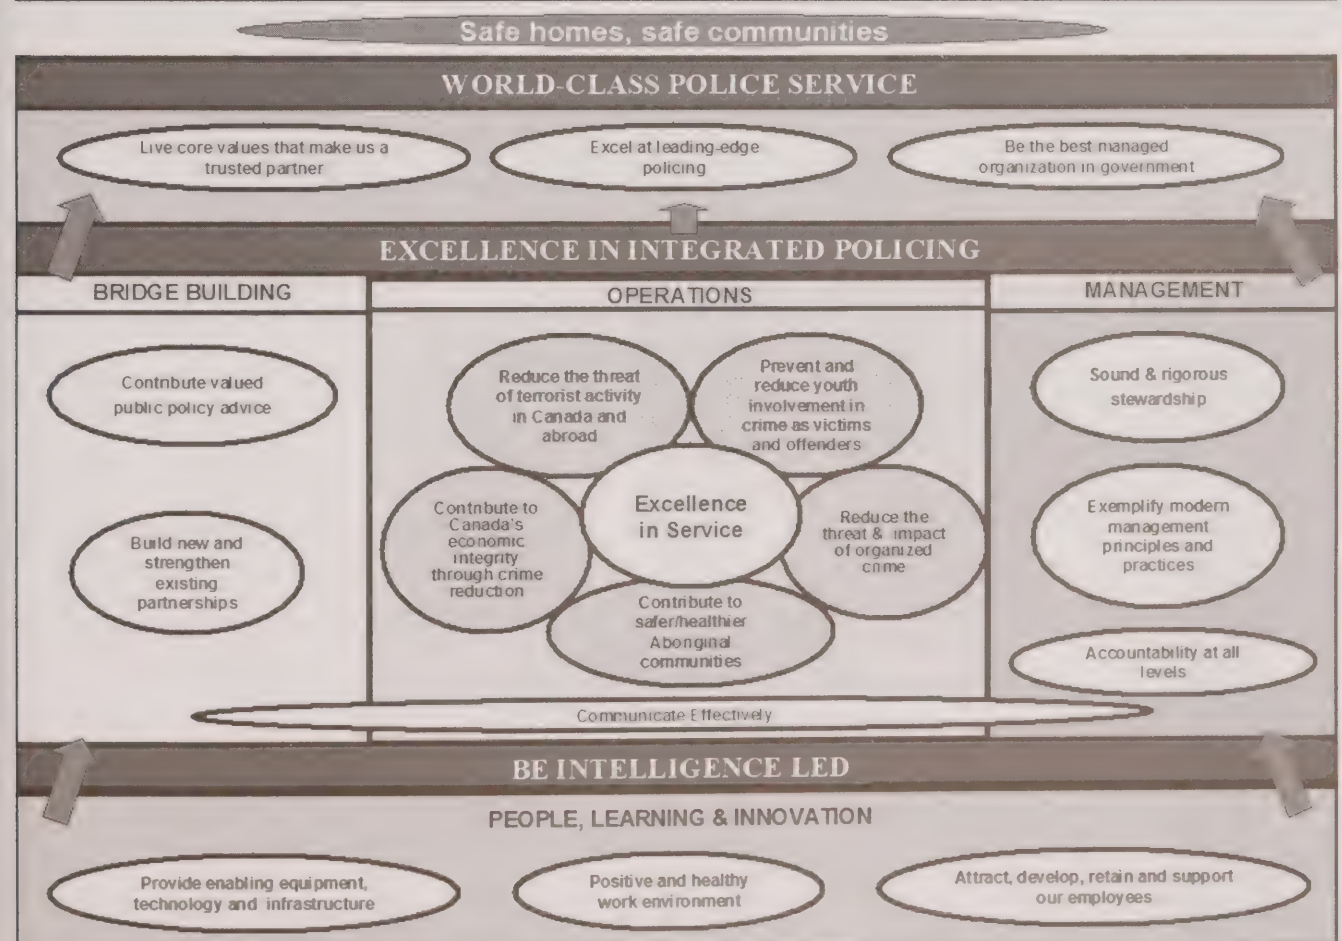 Safe homes, safe communities
WORLD-CLASS POLICE SERVICE
Live core values that make us a
trusted partner
Excel at leading-edge
policing
Be the best managed
organization in government
EXCELLENCE IN INTEGRATED POLICING
BRIDGE BUILDING
Contribute valued
public policy advice
Build new and
strengthen
existing
partnerships
OPERATIONS
Reduce the threat
of terrorist activity
in Canada and
abroad
Prevent and
reduce youth
involvement in
crime as victims
and offenders
Contribute to
Canada's
economic
integrity
through crime
reduction
Excellence
in Service
Reduce the
threat & impact
of organized
crime
Contribute to
safer/healthier
Aboriginal
communities
MANAGEMENT
Sound & rigorous
stewardship
Exemplify modern
management
principles and
practices
Accountability at all
levels
Communicate Effectively
BE INTELLIGENCE LED
PEOPLE, LEARNING & INNOVATION
Provide enabling equipment,
technology and infrastructure
Positive and healthy
work environment
Attract, develop, retain and support
our employees